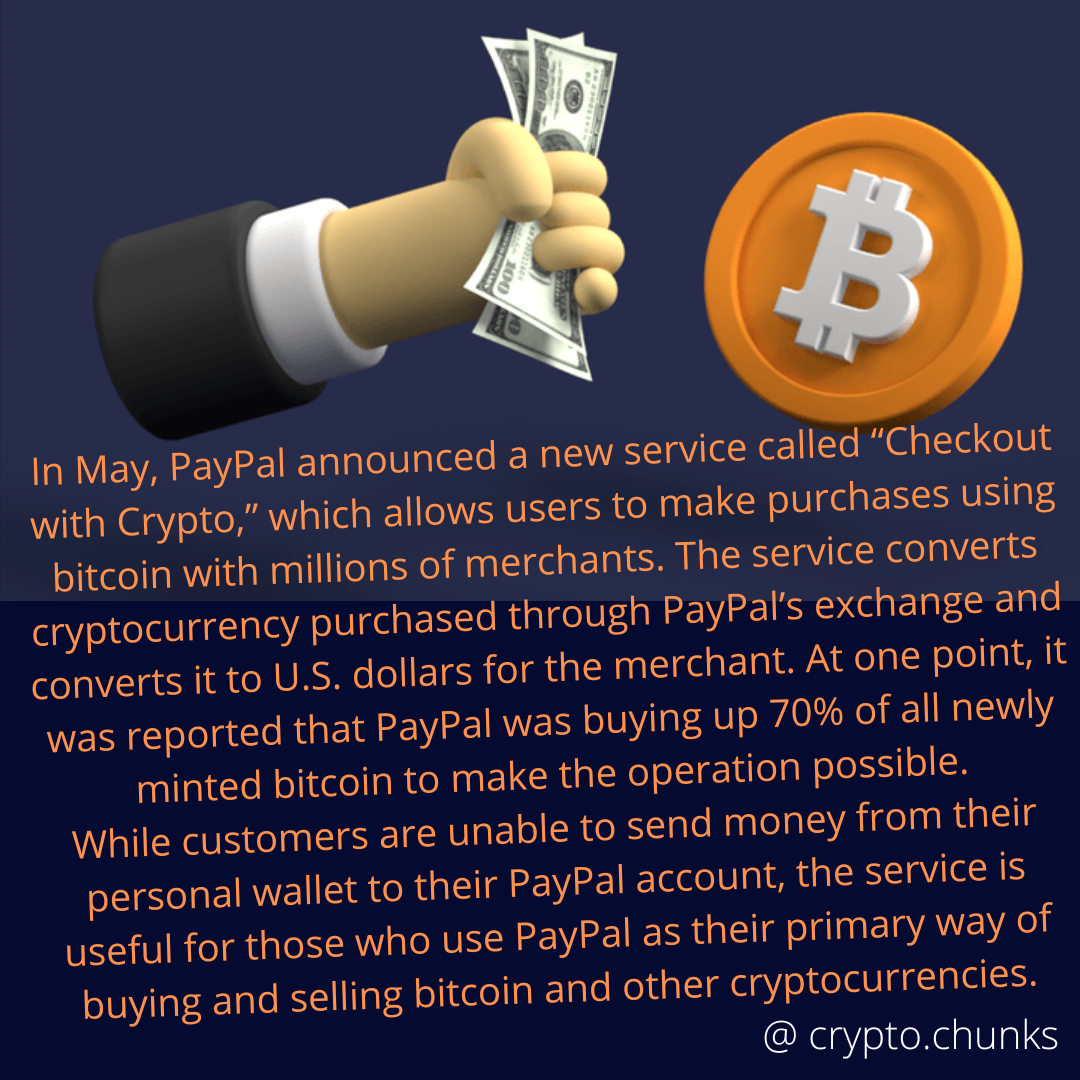 In May, PayPal announced a new service called “Checkout
with Crypto,” which allows users to make purchases using
bitcoin with millions of merchants. The service converts
cryptocurrency purchased through PayPal’s exchange and
converts it to U.S. dollars for the merchant. At one point, it
was reported that PayPal was buying up 70% of all newly
minted bitcoin to make the operation possible.
While customers are unable to send money from their
personal wallet to their PayPal account, the service is
useful for those who use PayPal as their primary way of
buying and selling bitcoin and other cryptocurrencies.
@ crypto.chunks